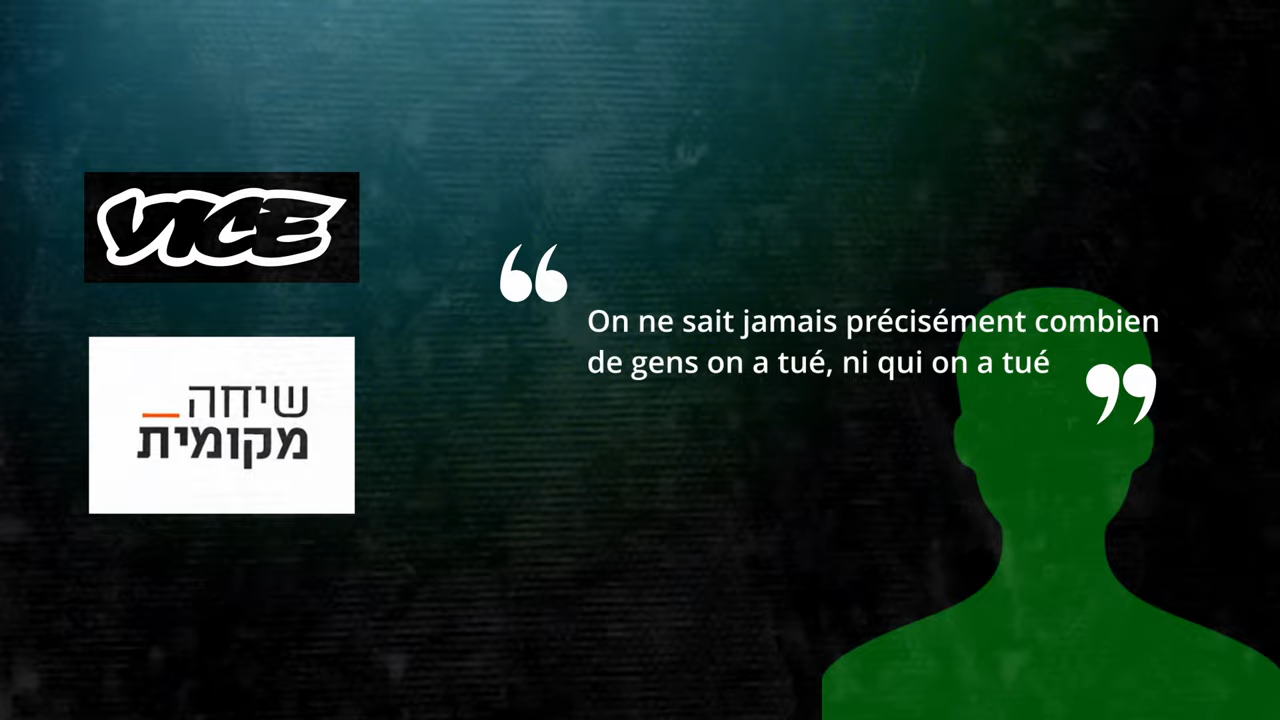 VICE
שיחה
מקומית
“
On ne sait jamais précisément combien
de gens on a tué, ni qui on a tué
”